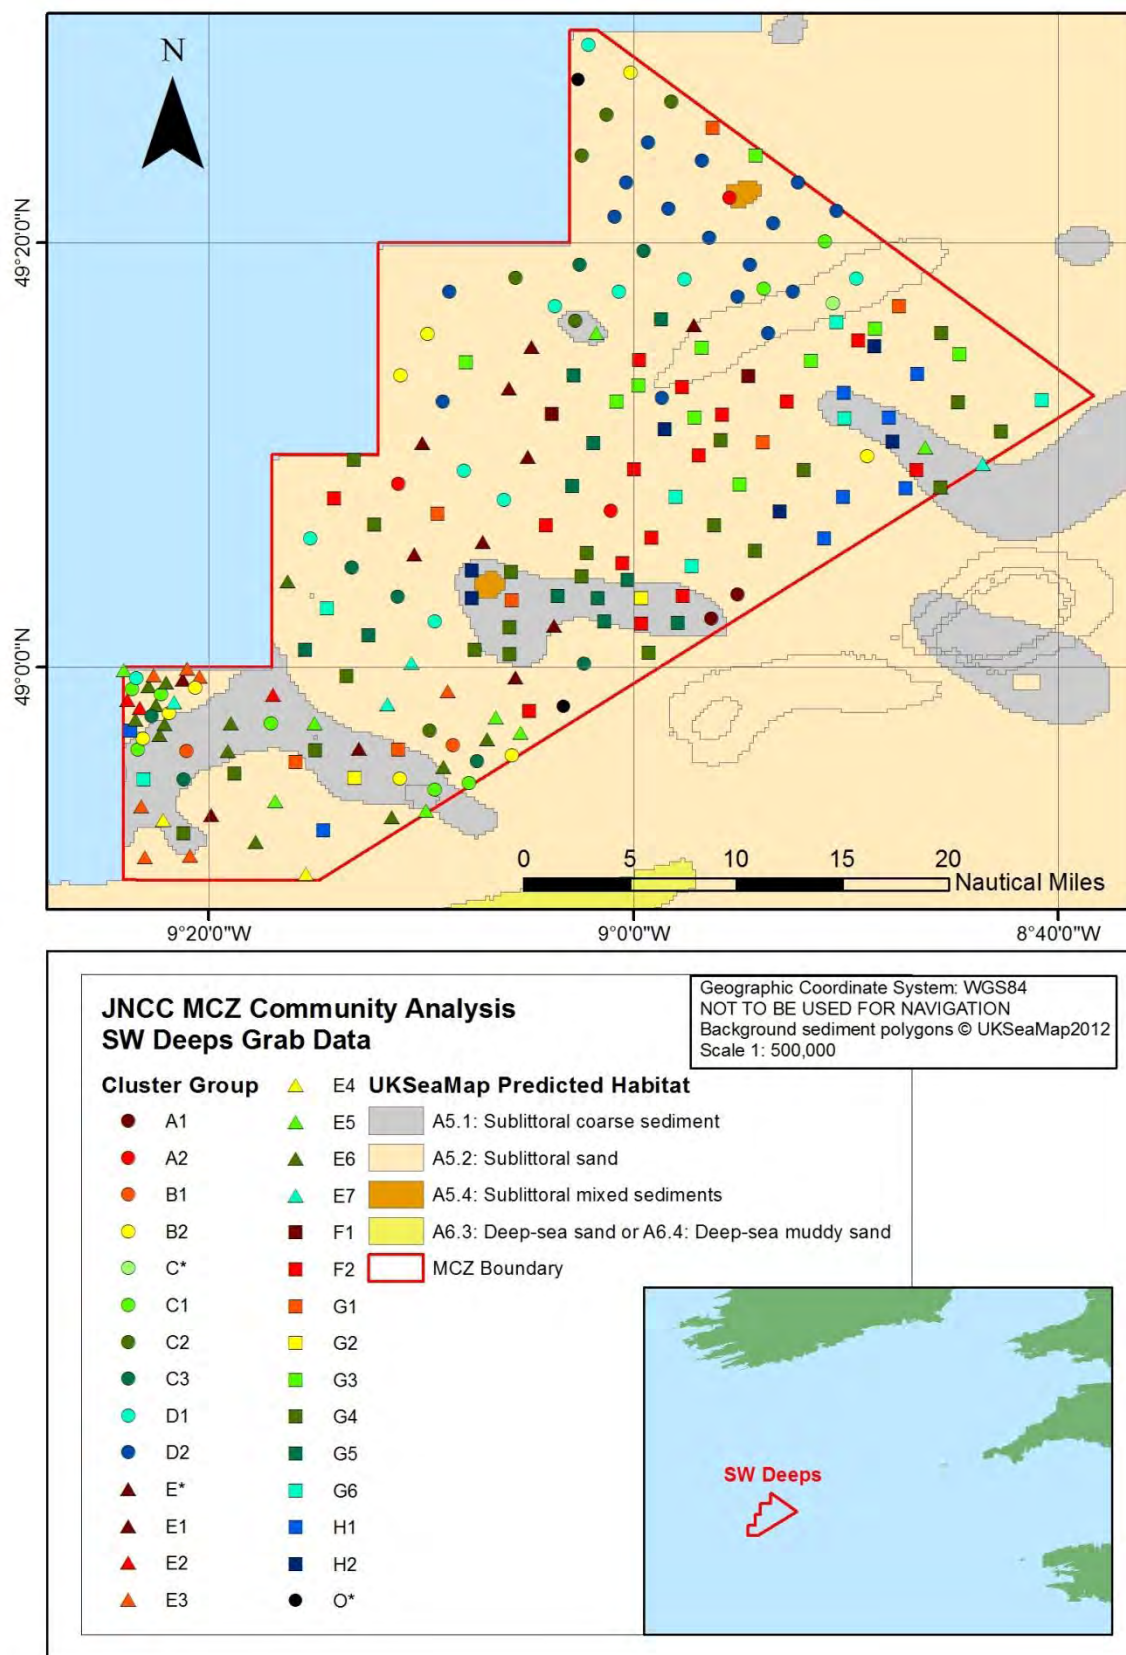 N
49°20'0"N
49°0'0"N
0 5 10 15 20
Nautical Miles
9°20'0"W 9°0'0"W 8°40'0"W
JNCC MCZ Community Analysis
SW Deeps Grab Data
Geographic Coordinate System: WGS84
NOT TO BE USED FOR NAVIGATION
Background sediment polygons © UKSeaMap2012
Scale 1: 500,000
Cluster Group
A1
A2
B1
B2
C*
C1
C2
C3
D1
D2
E*
E1
E2
E3
E4
E5
E6
E7
F1
F2
G1
G2
G3
G4
G5
G6
H1
H2
O*
UKSeaMap Predicted Habitat
A5.1: Sublittoral coarse sediment
A5.2: Sublittoral sand
A5.4: Sublittoral mixed sediments
A6.3: Deep-sea sand or A6.4: Deep-sea muddy sand
MCZ Boundary
SW Deeps